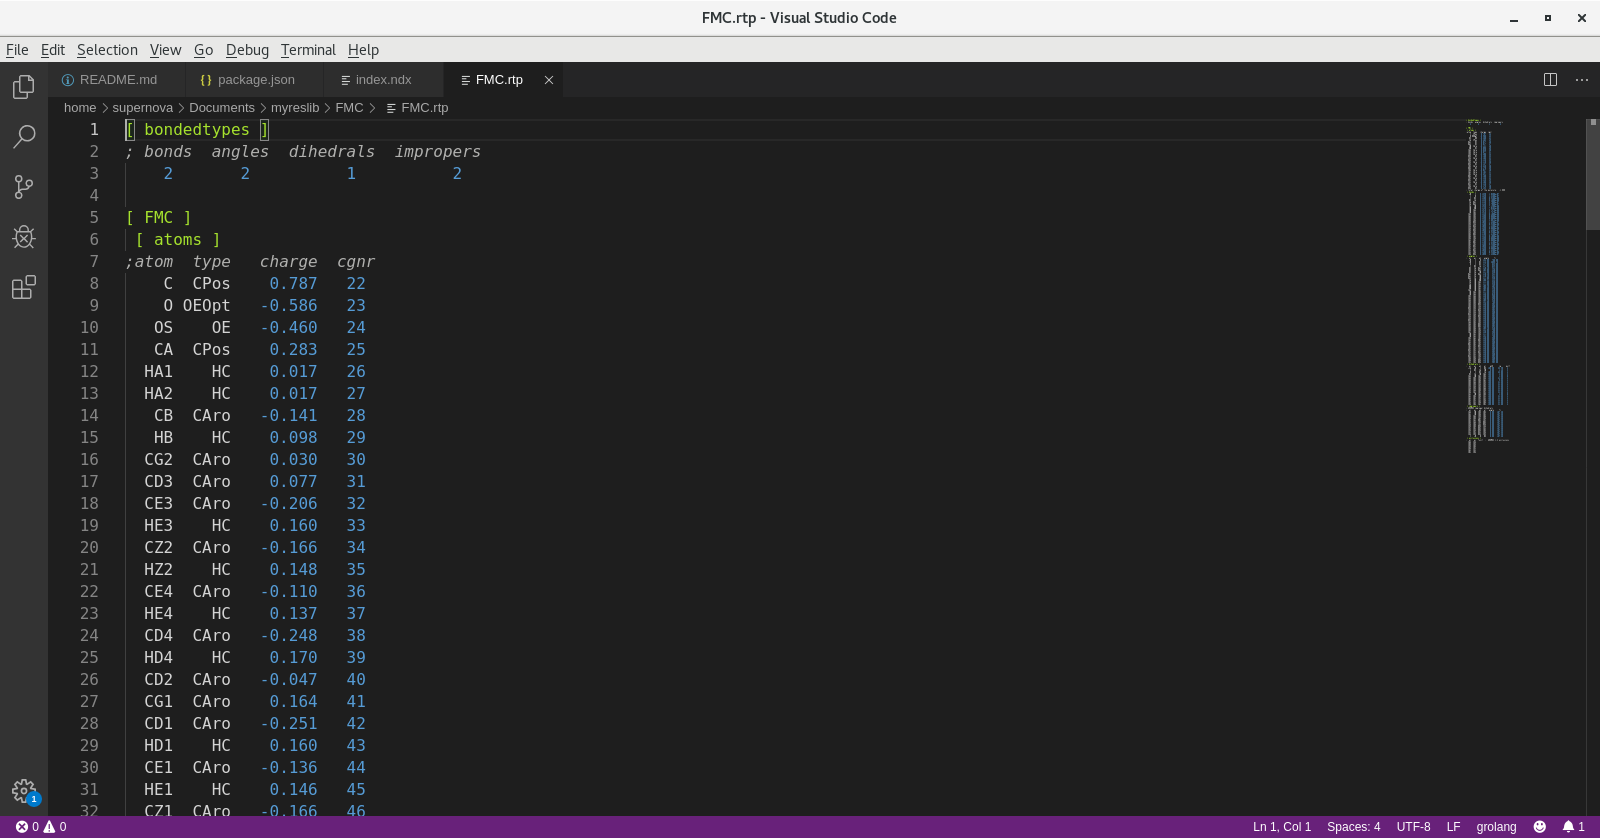 FMC.rtp - Visual Studio Code
File Edit Selection View Go Debug Terminal Help
README.md {} package.json index.ndx FMC.rtp
home > supernova > Documents > myreslib > FMC > FMC.rtp
1 [ bondedtypes ]
2 ; bonds angles dihedrals impropers
3 2 2 1 2
4
5 [ FMC ]
6 [ atoms ]
7 ;atom type charge cgnr
8 C CPos 0.787 22
9 O OEOpt -0.586 23
10 OS OE -0.460 24
11 CA CPos 0.283 25
12 HA1 HC 0.017 26
13 HA2 HC 0.017 27
14 CB CAro -0.141 28
15 HB HC 0.098 29
16 CG2 CAro 0.030 30
17 CD3 CAro 0.077 31
18 CE3 CAro -0.206 32
19 HE3 HC 0.160 33
20 CZ2 CAro -0.166 34
21 HZ2 HC 0.148 35
22 CE4 CAro -0.110 36
23 HE4 HC 0.137 37
24 CD4 CAro -0.248 38
25 HD4 HC 0.170 39
26 CD2 CAro -0.047 40
27 CG1 CAro 0.164 41
28 CD1 CAro -0.251 42
29 HD1 HC 0.160 43
30 CE1 CAro -0.136 44
31 HE1 HC 0.146 45
32 CZ1 CAro -0.166 46
1
0 0 Ln 1, Col 1 Spaces: 4 UTF-8 LF grolang 1